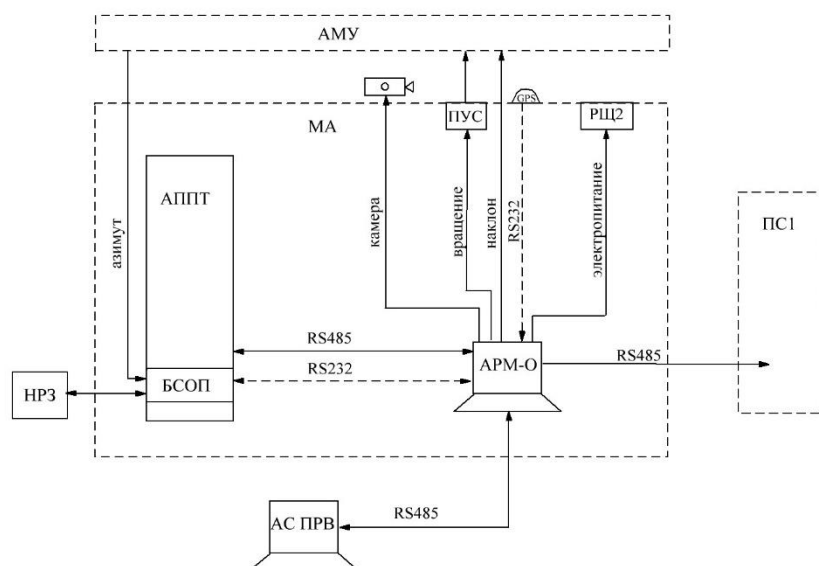 АМУ
МА
ПУС
GPS
РЩ2
АППТ
азимут
камера
вращение
наклон
RS232
электропитание
ПС1
RS485
АРМ-О
RS485
RS232
БСОП
НРЗ
АС ПРВ
RS485